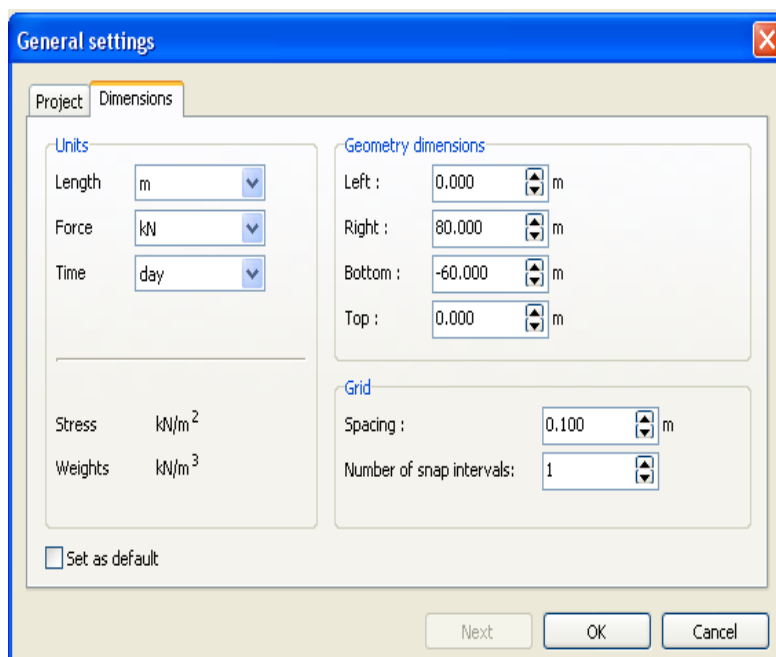 General settings
Project Dimensions
Units
Length m
Force kN
Time day
Stress kN/m²
Weights kN/m³
Geometry dimensions
Left : 0.000 m
Right : 80.000 m
Bottom : -60.000 m
Top : 0.000 m
Grid
Spacing : 0.100 m
Number of snap intervals: 1
Set as default
Next OK Cancel